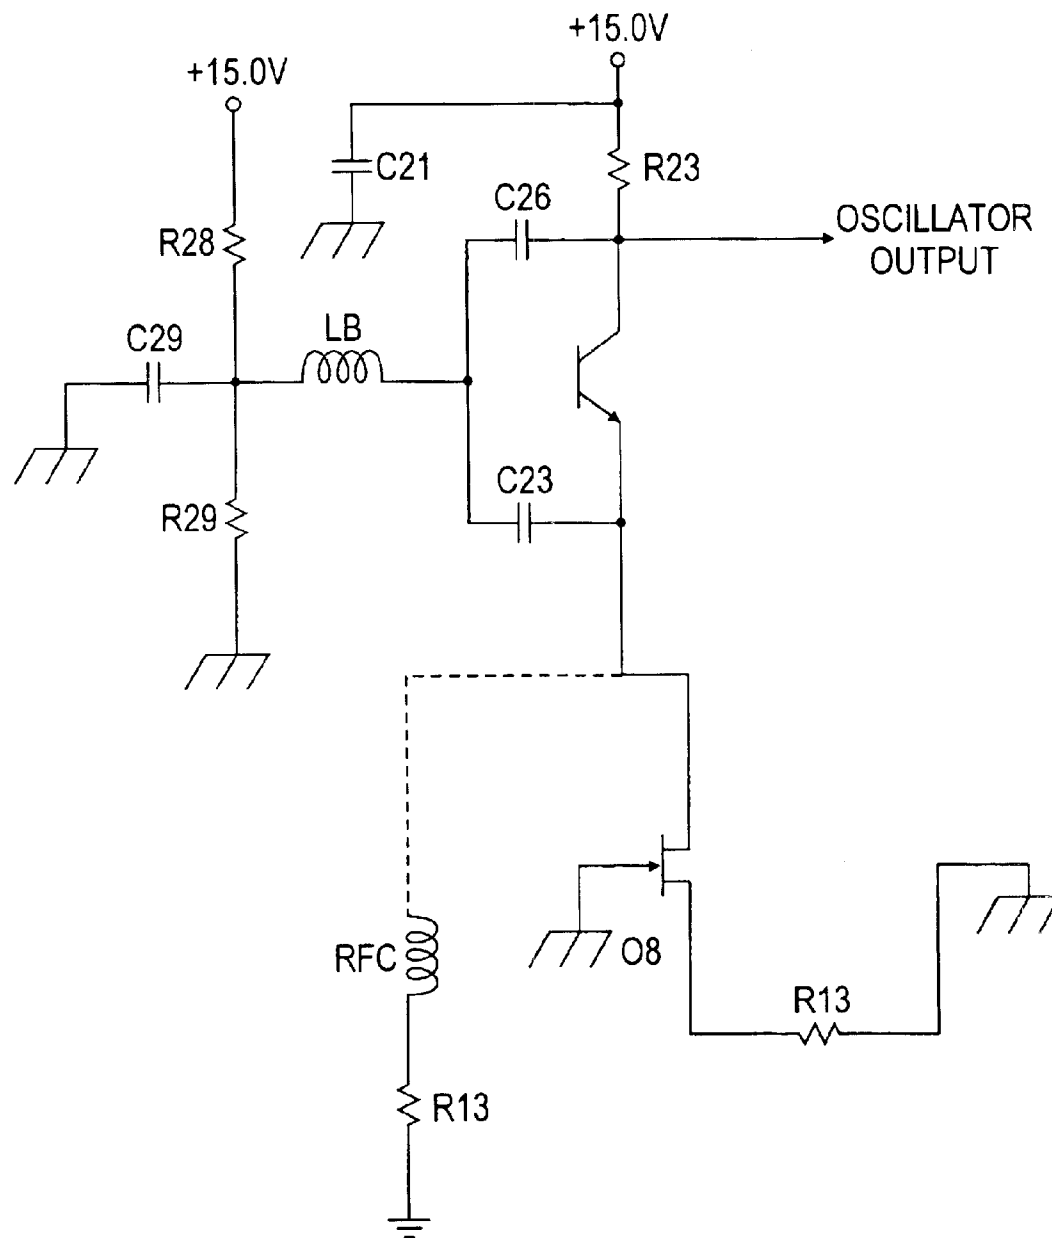 +15.0V
+15.0V
C21
R23
C26
R28
OSCILLATOR
OUTPUT
C29
LB
C23
R29
RFC
O8
R13
R13